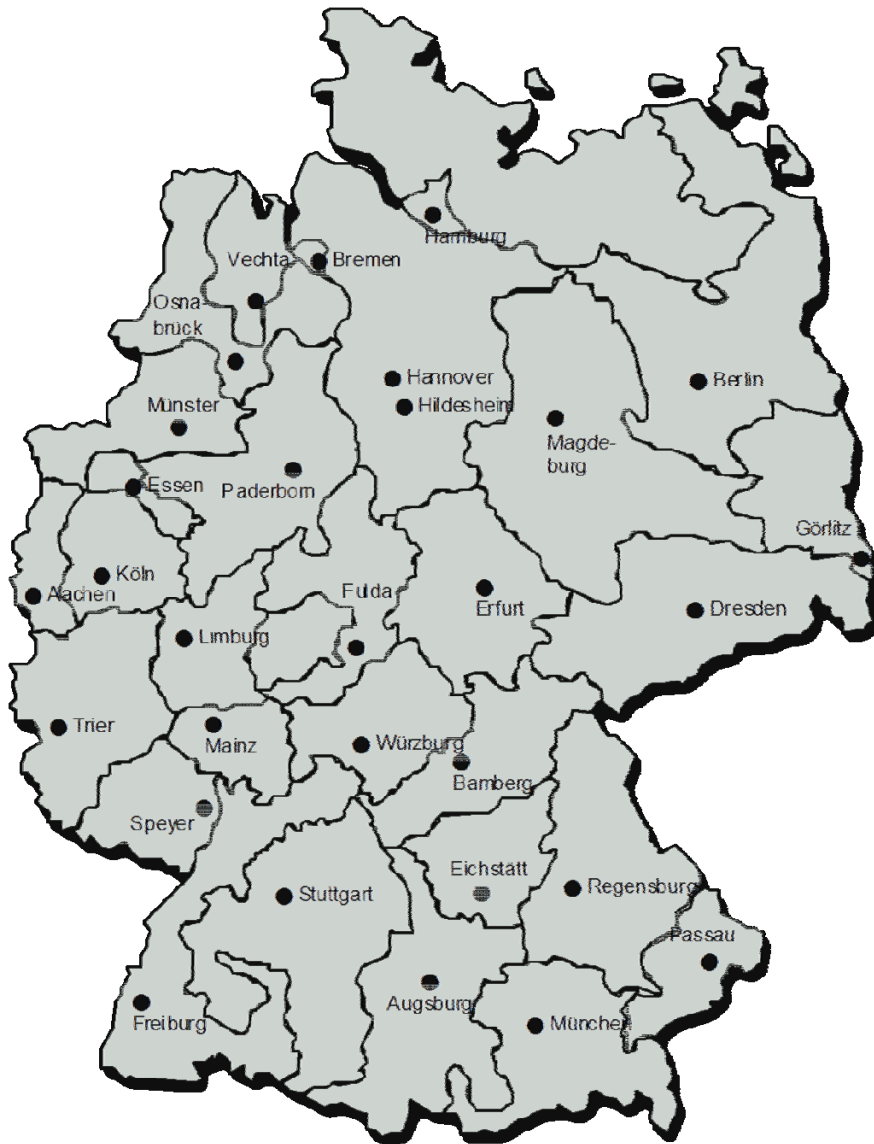 Hamburg
Vechta
Bremen
Osna-
brück
Hannover
Berlin
Hildesheim
Münster
Magde-
burg
Essen
Paderborn
Görlitz
Köln
Fulda
Aachen
Erfurt
Dresden
Limburg
Trier
Mainz
Würzburg
Bamberg
Speyer
Eichstätt
Stuttgart
Regensburg
Passau
Augsburg
Freiburg
München